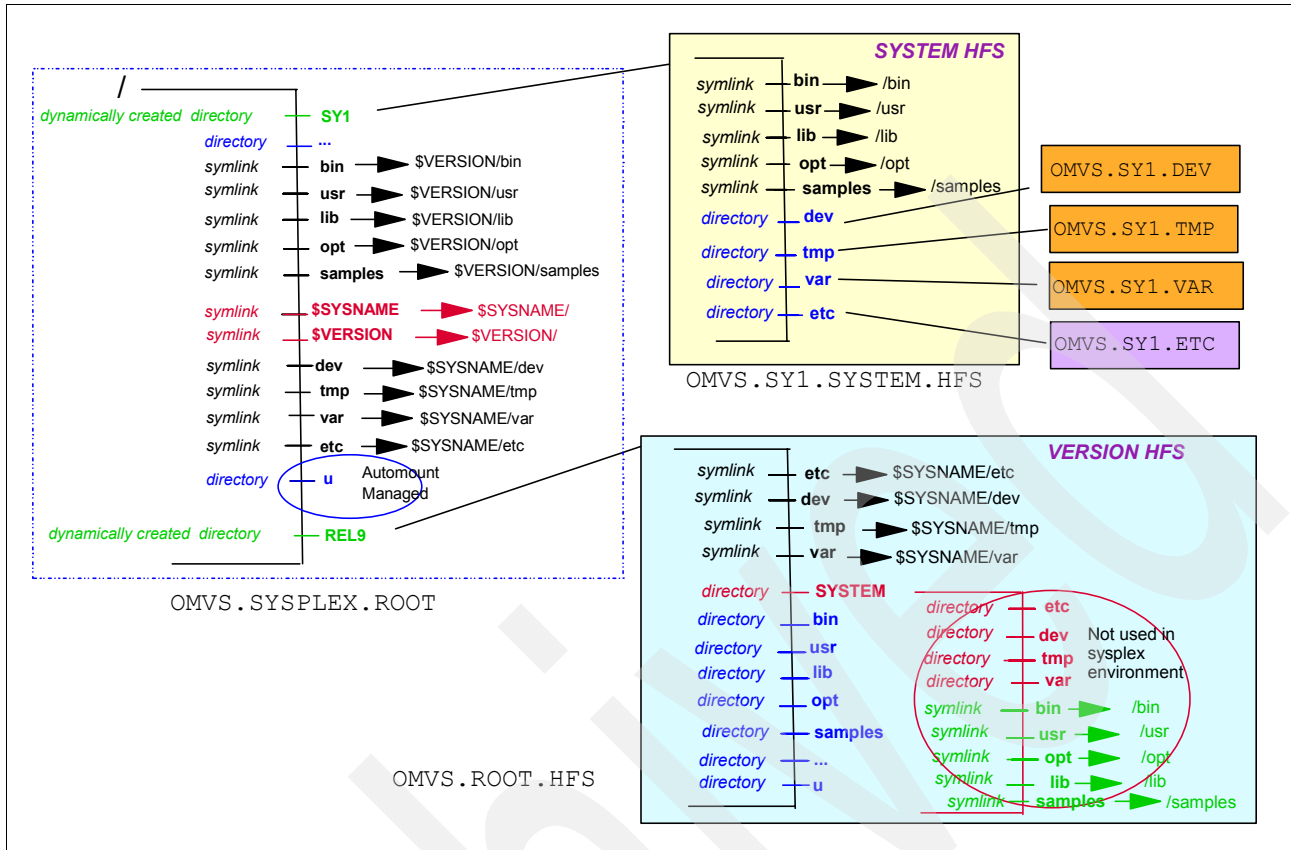 /
dynamically created directory SY1
directory ...
symlink bin $VERSION/bin
symlink usr $VERSION/usr
symlink lib $VERSION/lib
symlink opt $VERSION/opt
symlink samples $VERSION/samples
symlink $SYSNAME $SYSNAME/
symlink $VERSION $VERSION/
symlink dev $SYSNAME/dev
symlink tmp $SYSNAME/tmp
symlink var $SYSNAME/var
symlink etc $SYSNAME/etc
directory u Automount
Managed
dynamically created directory REL9
OMVS.SYSPLEX.ROOT
SYSTEM HFS
symlink bin /bin
symlink usr /usr
symlink lib /lib
symlink opt /opt
symlink samples /samples
directory dev
directory tmp
directory var
directory etc
OMVS.SY1.SYSTEM.HFS
OMVS.SY1.DEV
OMVS.SY1.TMP
OMVS.SY1.VAR
OMVS.SY1.ETC
VERSION HFS
symlink etc $SYSNAME/etc
symlink dev $SYSNAME/dev
symlink tmp $SYSNAME/tmp
symlink var $SYSNAME/var
directory SYSTEM
directory bin
directory usr
directory lib
directory opt
directory samples
directory ...
directory u
directory etc
directory dev
directory tmp
directory var
Not used in
sysplex
environment
symlink bin /bin
symlink usr /usr
symlink opt /opt
symlink lib /lib
symlink samples /samples
OMVS.ROOT.HFS